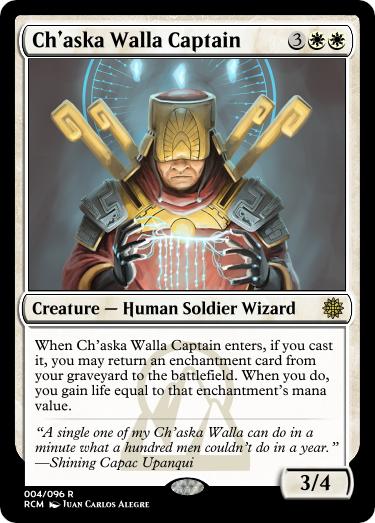 Ch'aska Walla Captain 3
Creature — Human Soldier Wizard
When Ch'aska Walla Captain enters, if you cast
it, you may return an enchantment card from
your graveyard to the battlefield. When you do,
you gain life equal to that enchantment's mana
value.
“A single one of my Ch'aska Walla can do in a
minute what a hundred men couldn't do in a year.”
—Shining Capac Upanqui
3/4
004/096 R
RCM Juan Carlos Alegre